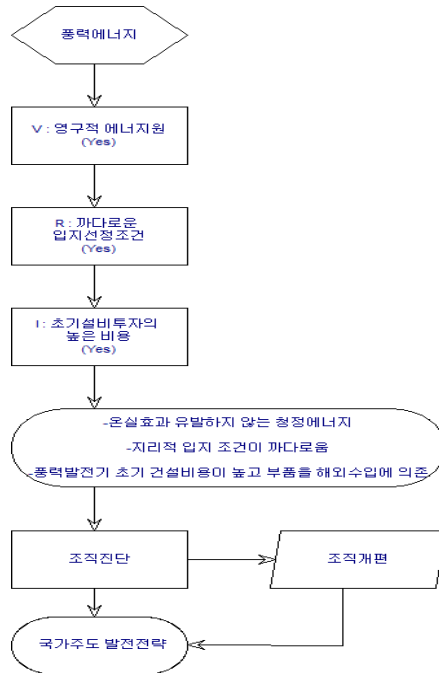 풍력에너지
V : 영구적 에너지원
(Yes)
R : 까다로운
입지선정조건
(Yes)
I : 초기설비투자의
높은 비용
(Yes)
-온실효과 유발하지 않는 청정에너지
-지리적 입지 조건이 까다로움
-풍력발전기 초기 건설비용이 높고 부품을 해외수입에 의존
조직진단
조직개편
국가주도 발전전략